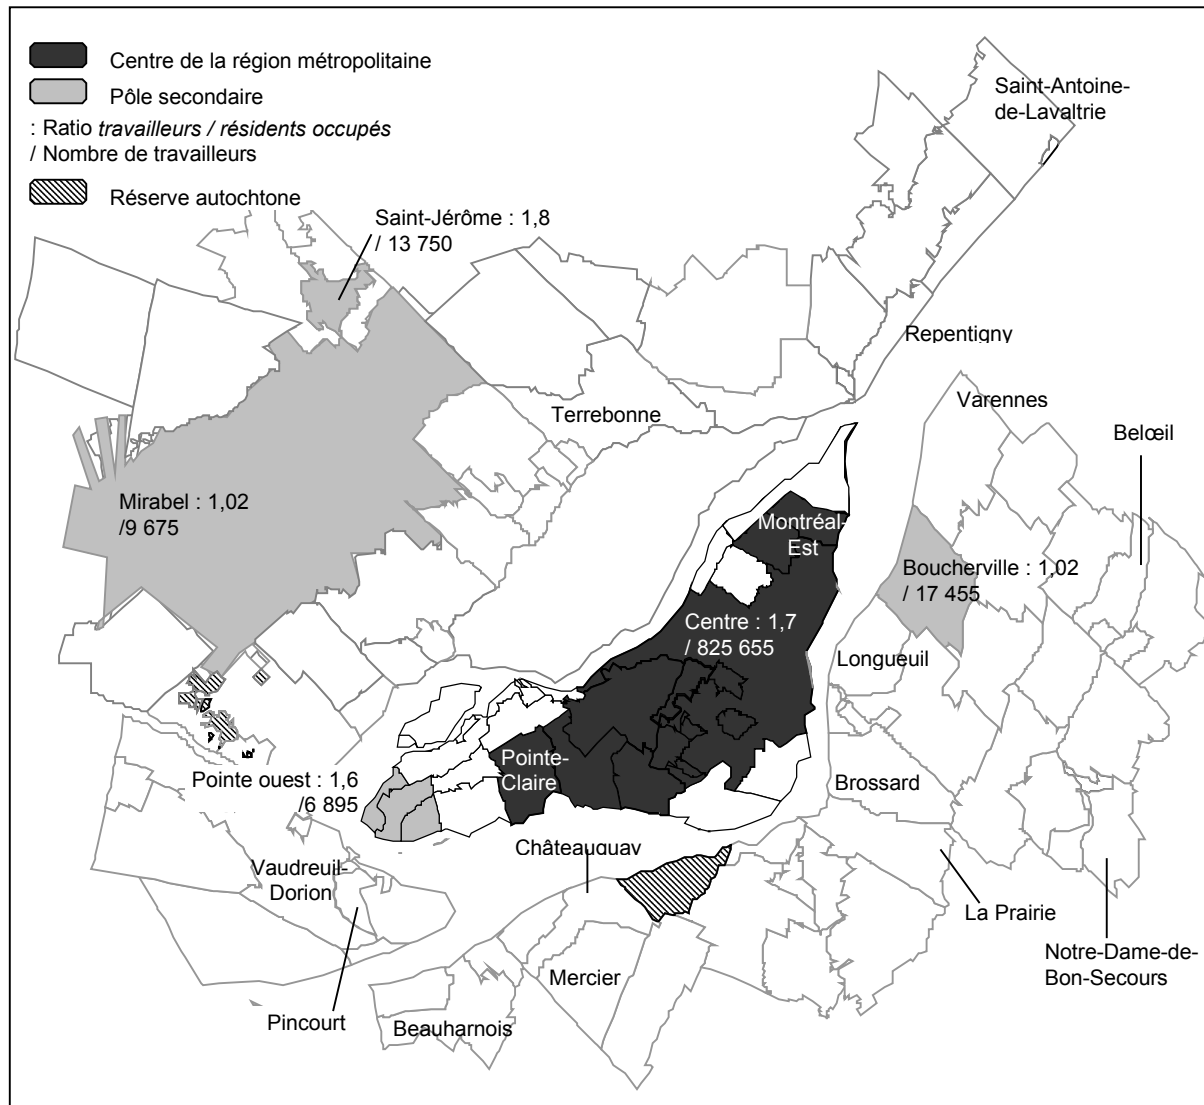 Centre de la région métropolitaine
Pôle secondaire
: Ratio travailleurs / résidents occupés
/ Nombre de travailleurs
Réserve autochtone
Saint-Antoine-
de-Lavaltrie
Saint-Jérôme : 1,8
/ 13 750
Repentigny
Terrebonne
Varennes
Belœil
Mirabel : 1,02
/9 675
Montréal-
Est
Boucherville : 1,02
/ 17 455
Centre : 1,7
/ 825 655
Longueuil
Pointe-
Claire
Pointe ouest : 1,6
/6 895
Brossard
Châteauguay
Vaudreuil-
Dorion
La Prairie
Notre-Dame-de-
Bon-Secours
Mercier
Pincourt
Beauharnois